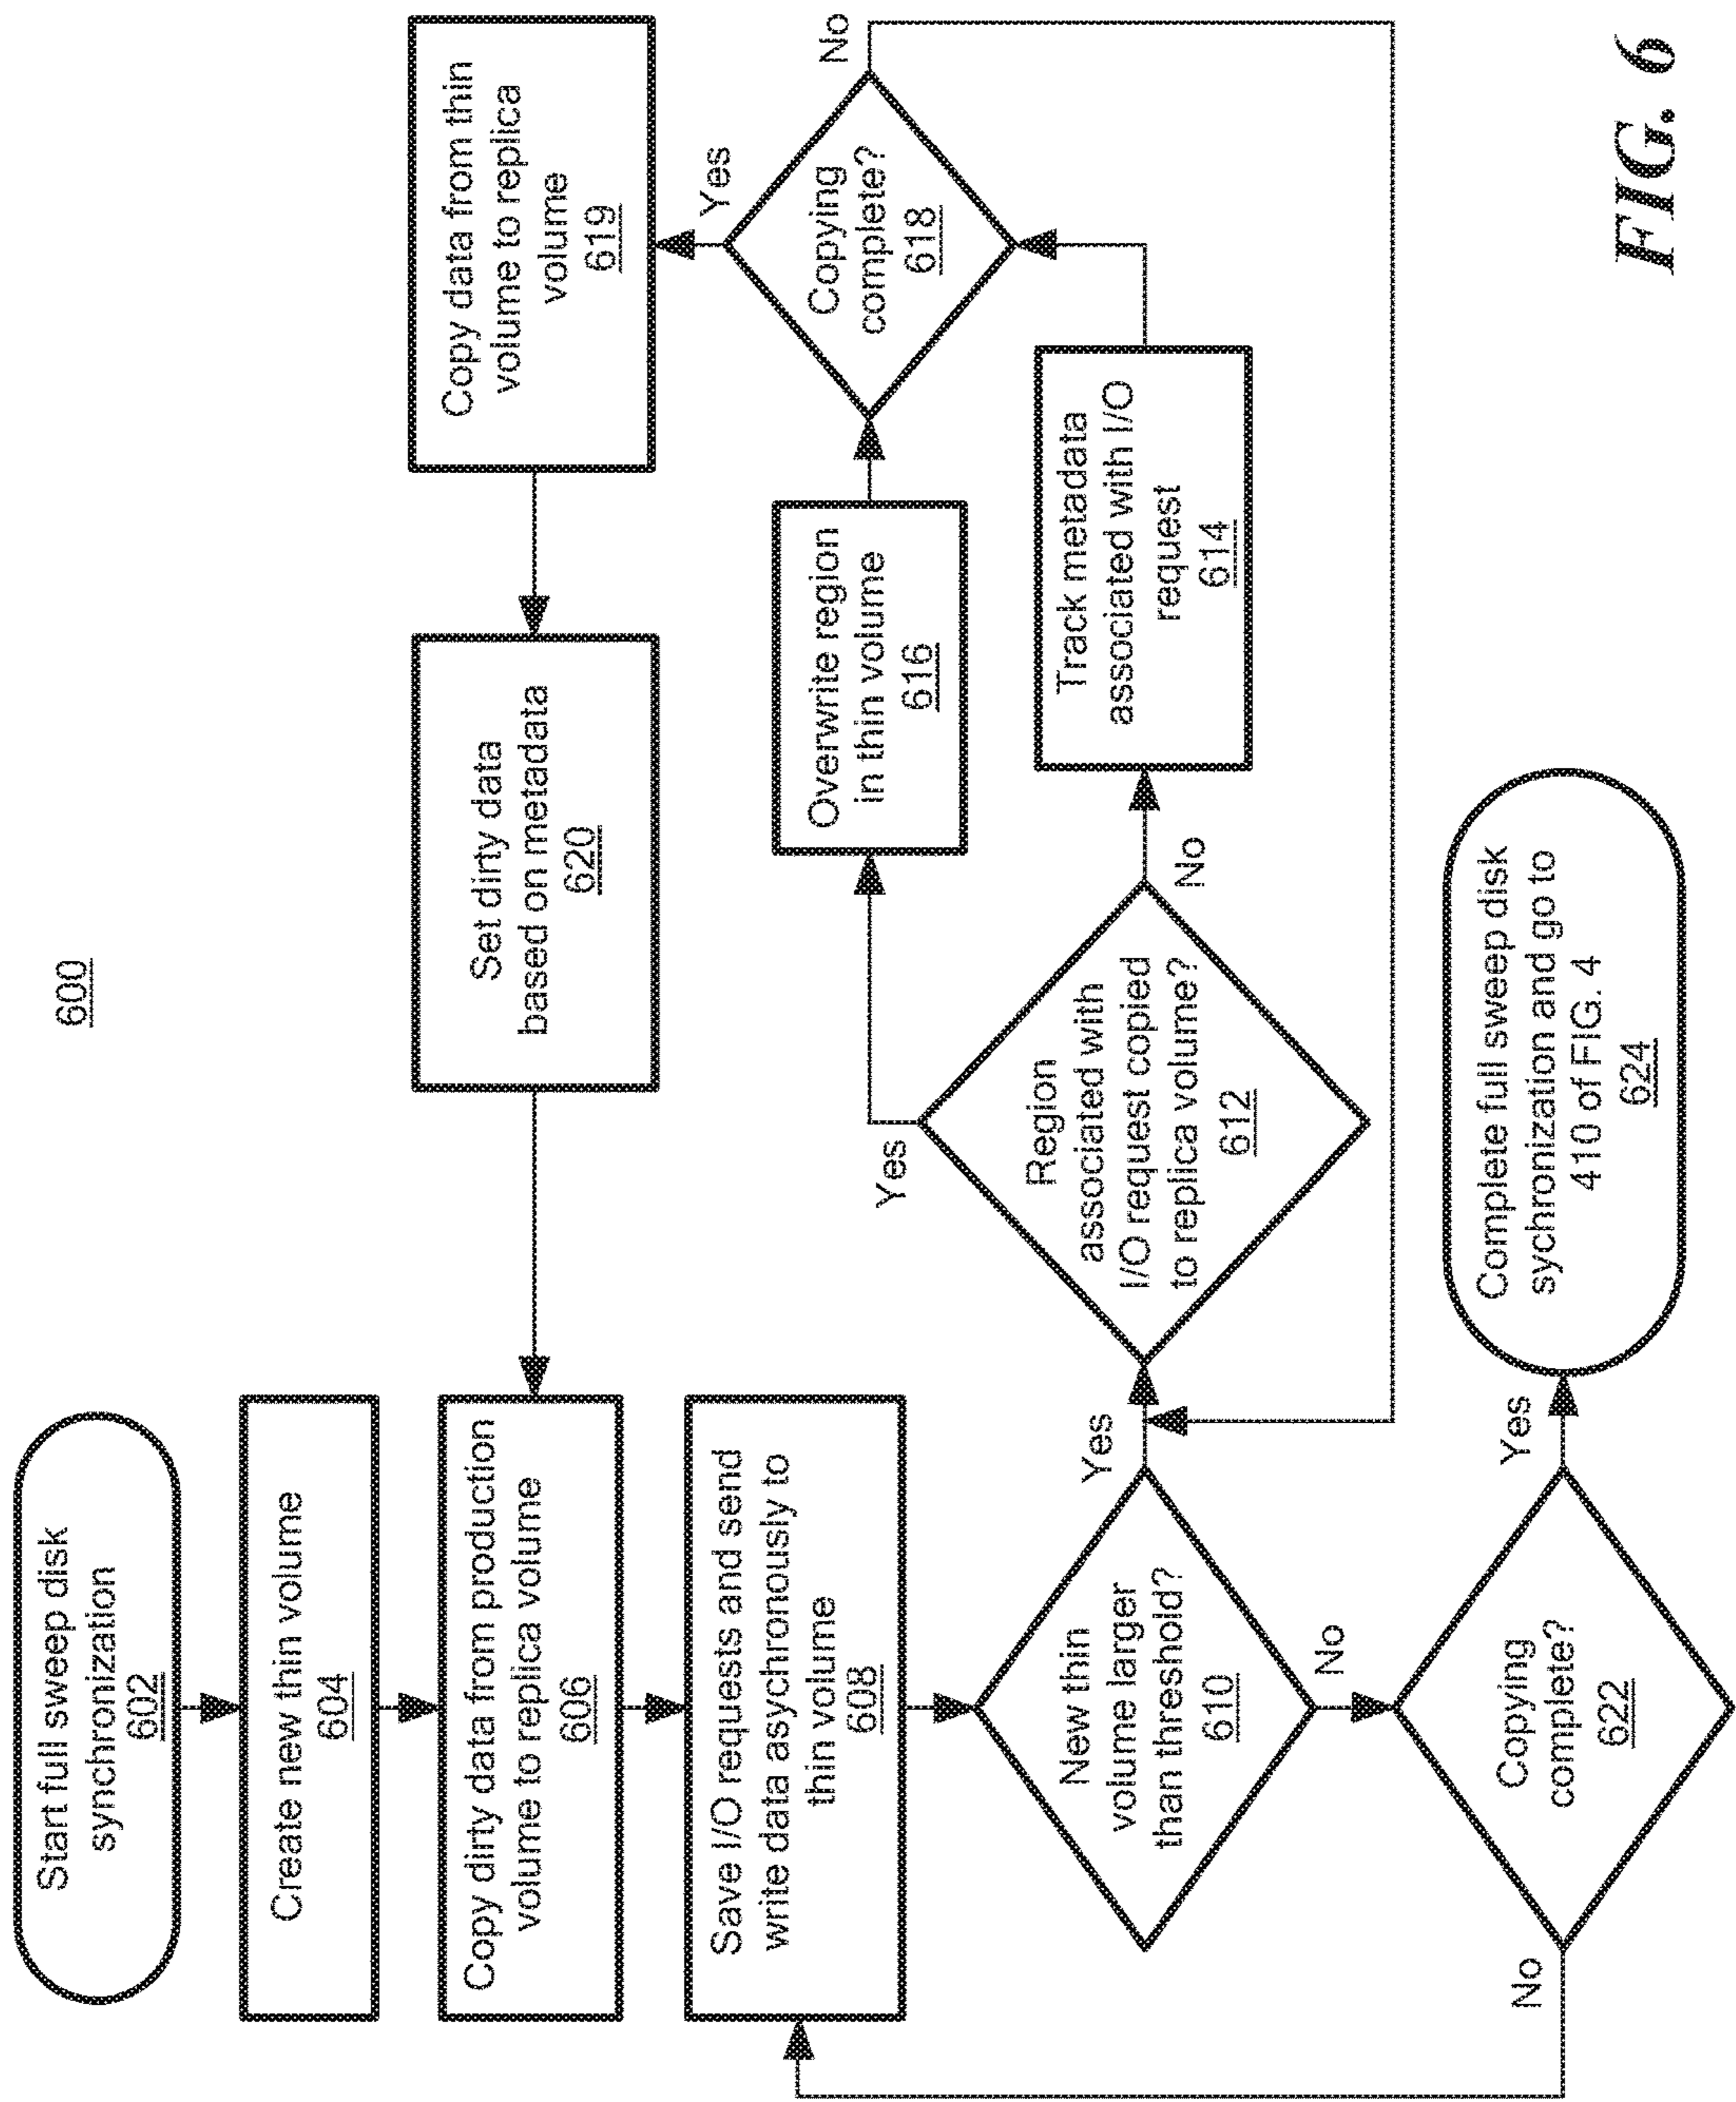 600
Start full sweep disk
synchronization
602
Create new thin volume
604
Copy dirty data from production
volume to replica volume
606
Save I/O requests and send
write data asychronously to
thin volume
608
New thin
volume larger
than threshold?
610
Yes
No
Copying
complete?
622
No
Yes
Complete full sweep disk
sychronization and go to
410 of FIG. 4
624
Region
associated with
I/O request copied
to replica volume?
612
Yes
No
Track metadata
associated with I/O
request
614
Overwrite region
in thin volume
616
Copying
complete?
618
Yes
No
Copy data from thin
volume to replica
volume
619
Set dirty data
based on metadata
620
FIG. 6